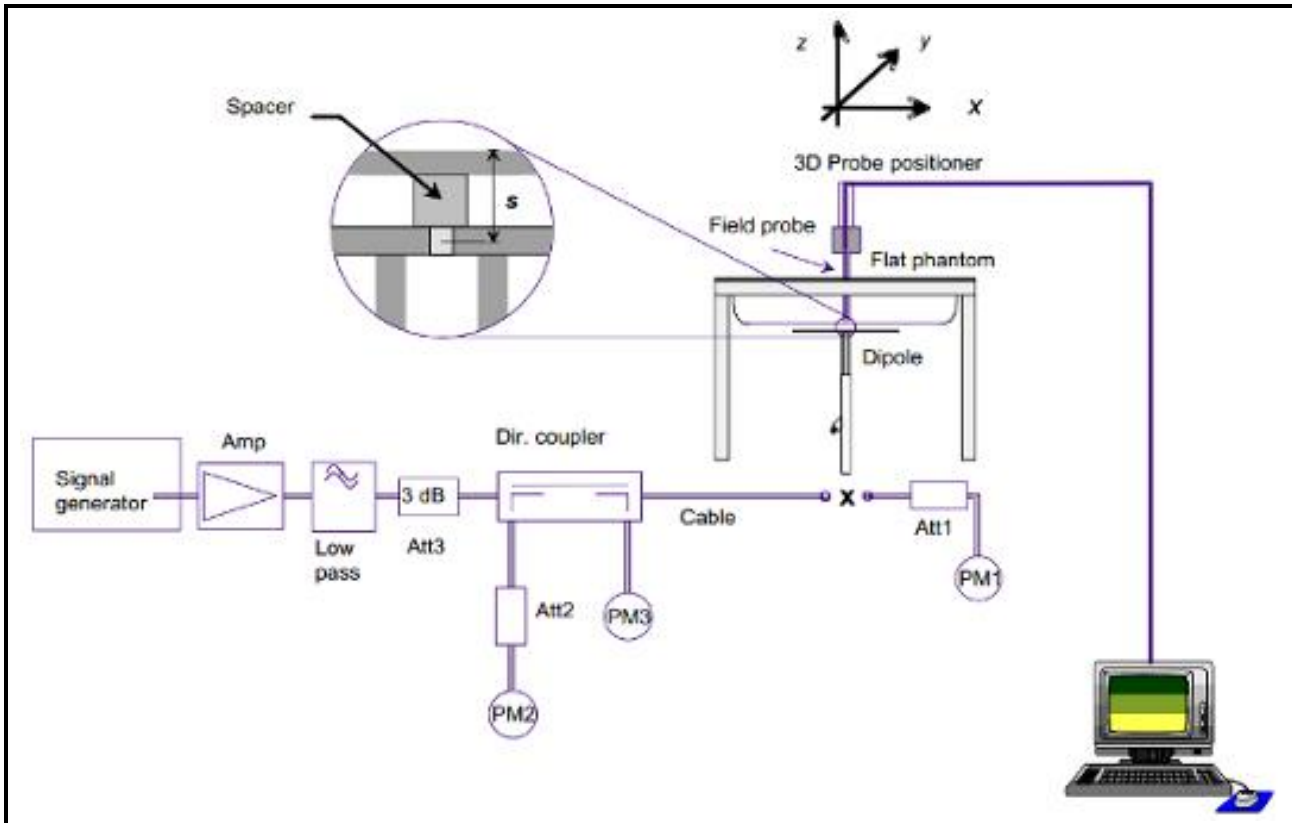 z
y
x
Spacer
s
3D Probe positioner
Field probe
Flat phantom
Dipole
Dir. coupler
Amp
Signal
generator
3 dB
Low
pass
Att3
Cable
x
Att1
PM1
Att2
PM3
PM2